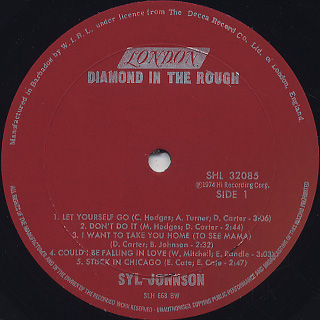 Manufactured in Barbados by W.I.R.L. under licence from The Decca Record Co. Ltd. of London, England.
LONDON
DIAMOND IN THE ROUGH
SHL 32085
℗1974 Hi Recording Corp.
SIDE 1
1. LET YOURSELF GO (C. Hodges; A. Turner; D. Carter - 3:06)
2. DON'T DO IT (M. Hodges; D. Carter - 2:44)
3. I WANT TO TAKE YOU HOME (TO SEE MAMA)
(D. Carter; B. Johnson - 2:32)
4. COULD I BE FALLING IN LOVE (W. Mitchell; E. Randle - 3:03)
5. STUCK IN CHICAGO (E. Cate; E. Cate - 2:47)
SYL JOHNSON
SLH 668 BW
ALL RIGHTS OF THE MANUFACTURER AND OF THE OWNER OF THE RECORDED WORK RESERVED - UNAUTHORISED COPYING PUBLIC PERFORMANCE AND BROADCASTING